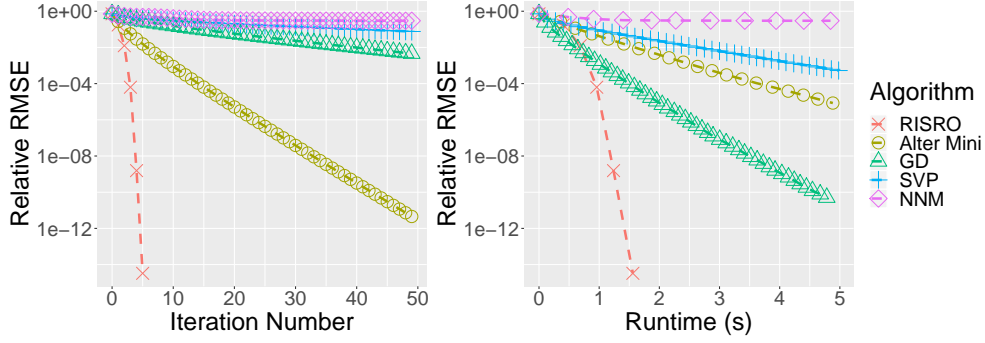 Relative RMSE
1e+00
1e-04
1e-08
1e-12
0
10
20
30
40
50
Iteration Number
Relative RMSE
1e+00
1e-04
1e-08
1e-12
0
1
2
3
4
5
Runtime (s)
Algorithm
RISRO
Alter Mini
GD
SVP
NNM